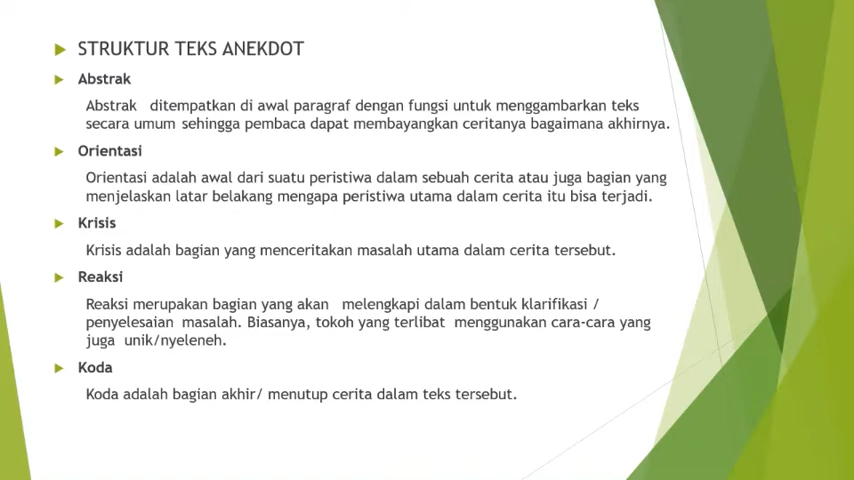 STRUKTUR TEKS ANEKDOT
Abstrak
Abstrak ditempatkan di awal paragraf dengan fungsi untuk menggambarkan teks
secara umum sehingga pembaca dapat membayangkan ceritanya bagaimana akhirnya.
Orientasi
Orientasi adalah awal dari suatu peristiwa dalam sebuah cerita atau juga bagian yang
menjelaskan latar belakang mengapa peristiwa utama dalam cerita itu bisa terjadi.
Krisis
Krisis adalah bagian yang menceritakan masalah utama dalam cerita tersebut.
Reaksi
Reaksi merupakan bagian yang akan melengkapi dalam bentuk klarifikasi /
penyelesaian masalah. Biasanya, tokoh yang terlibat menggunakan cara-cara yang
juga unik/nyeleneh.
Koda
Koda adalah bagian akhir/ menutup cerita dalam teks tersebut.